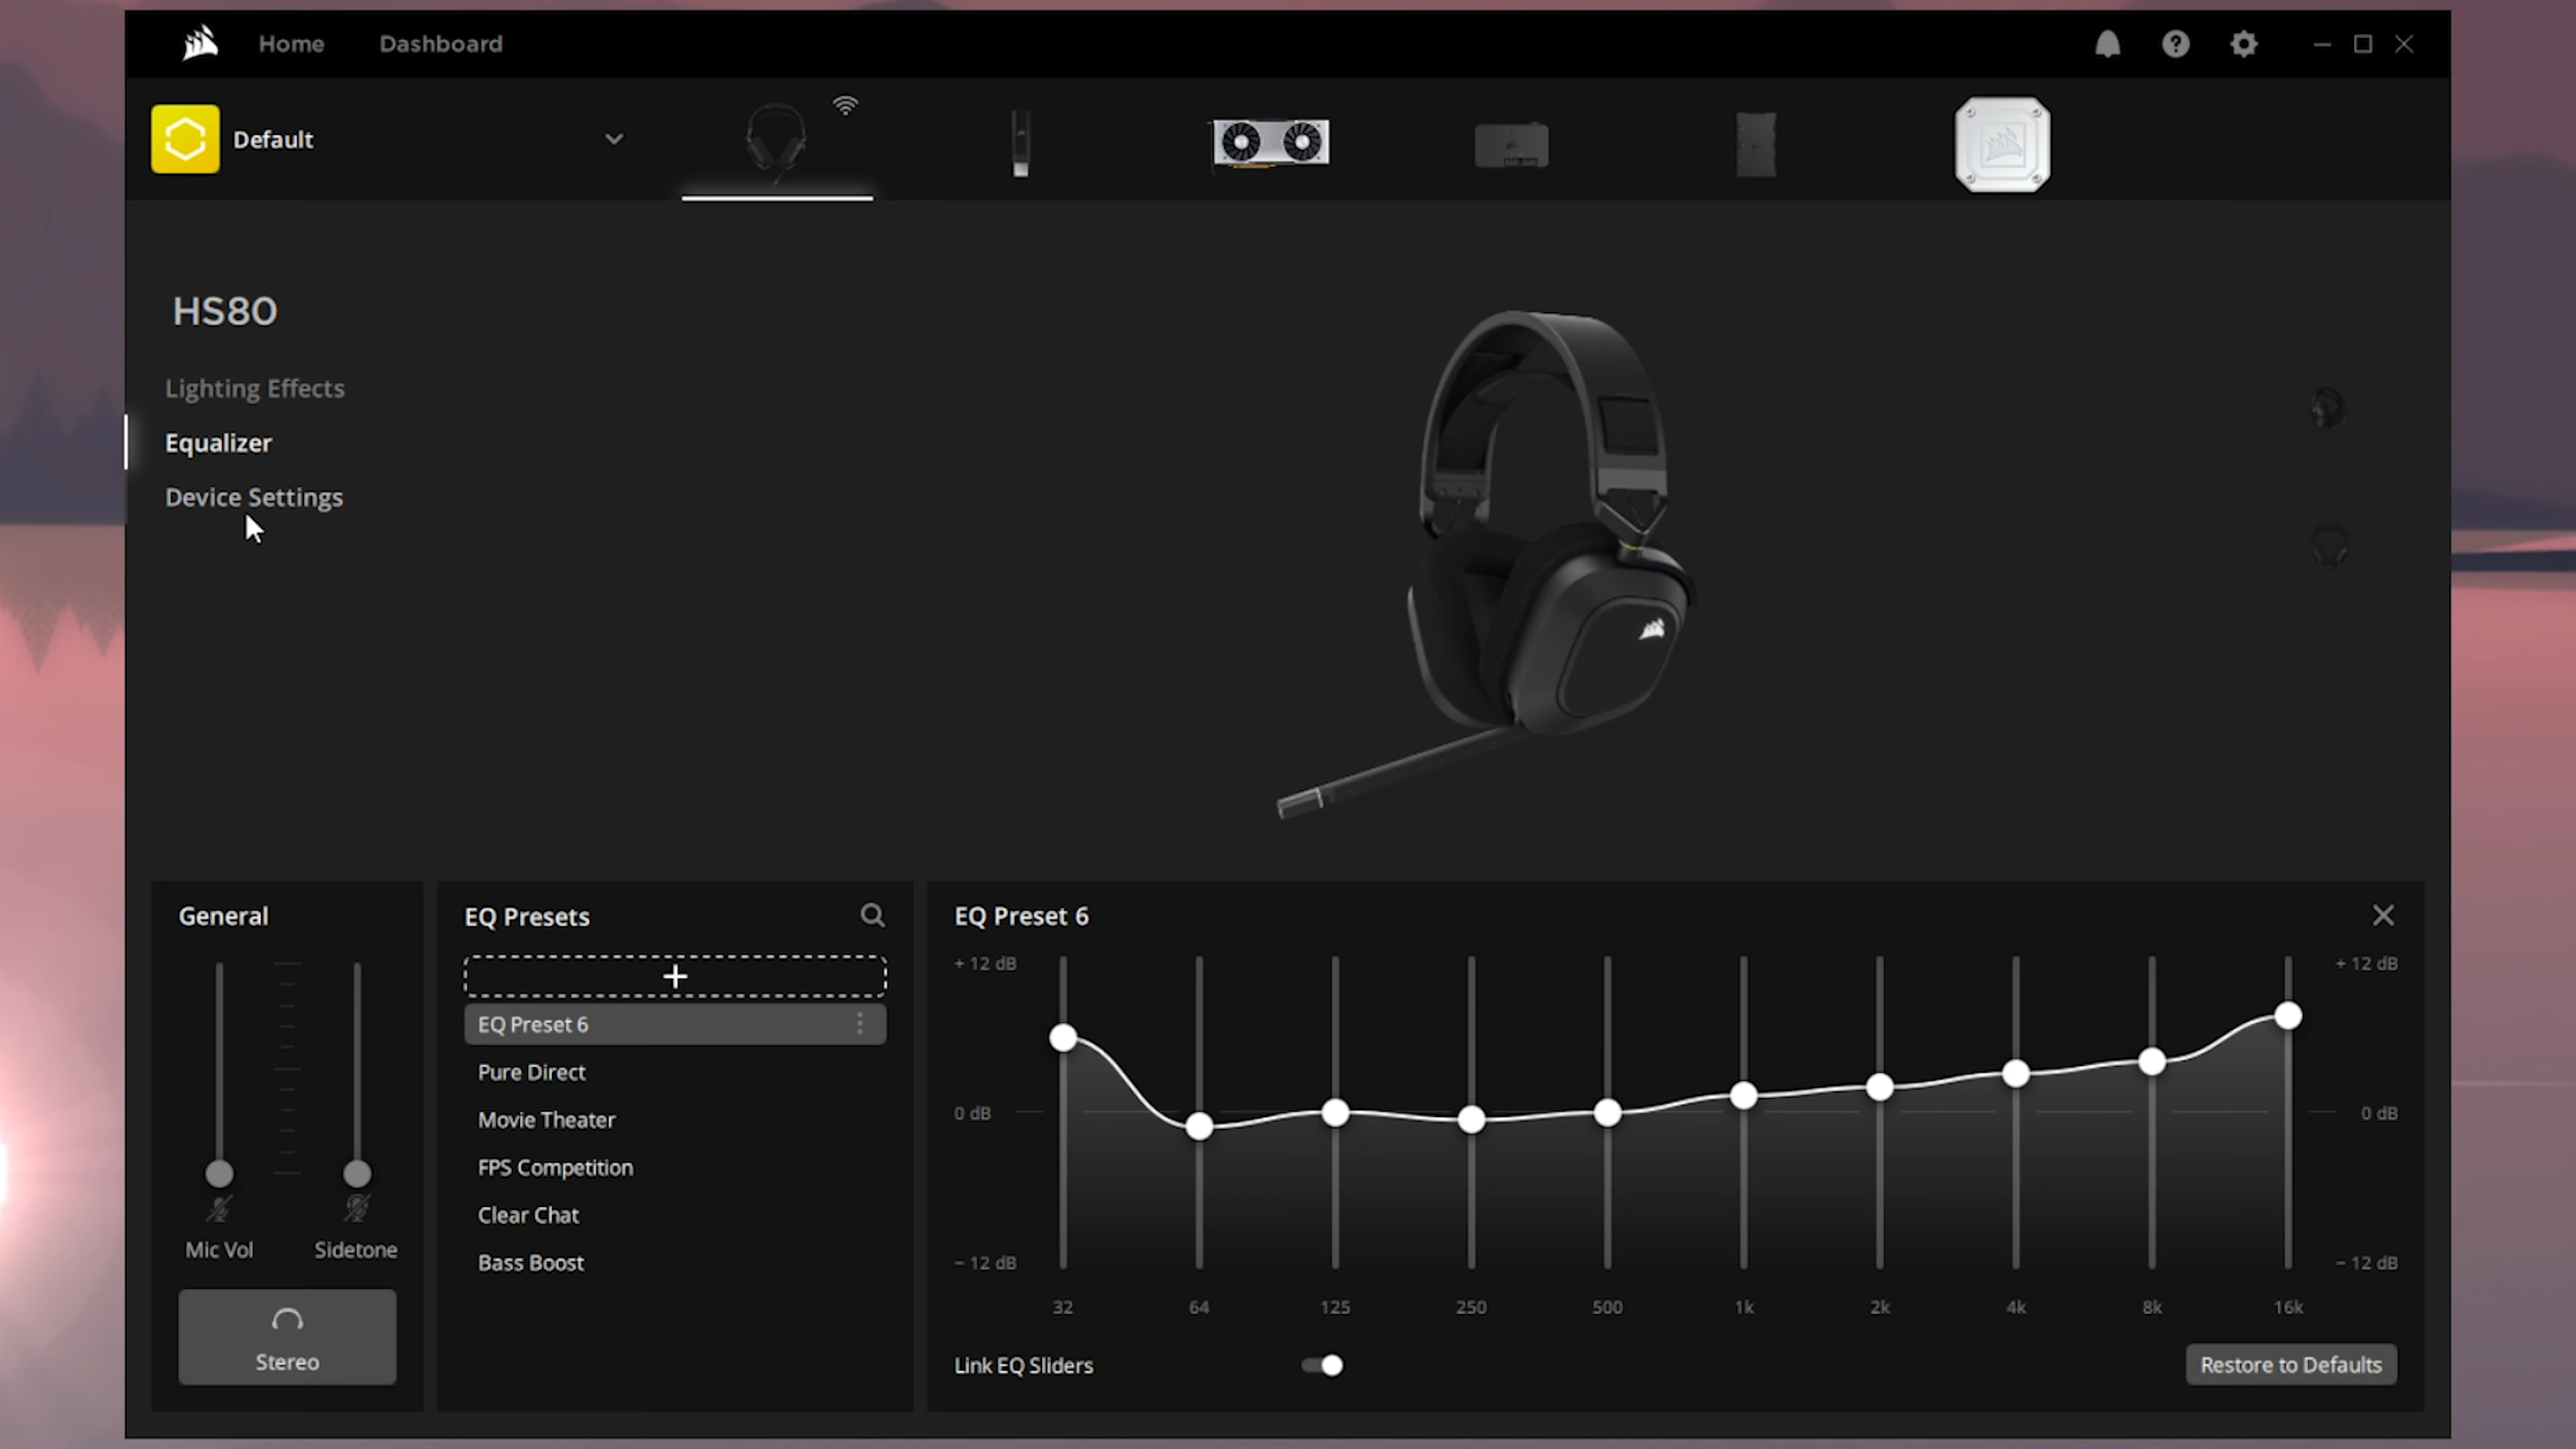 Home
Dashboard
Default
HS80
Lighting Effects
Equalizer
Device Settings
General
Mic Vol
Sidetone
Stereo
EQ Presets
+
EQ Preset 6
Pure Direct
Movie Theater
FPS Competition
Clear Chat
Bass Boost
EQ Preset 6
+ 12 dB
0 dB
− 12 dB
+ 12 dB
0 dB
− 12 dB
32 64 125 250 500 1k 2k 4k 8k 16k
Link EQ Sliders
Restore to Defaults